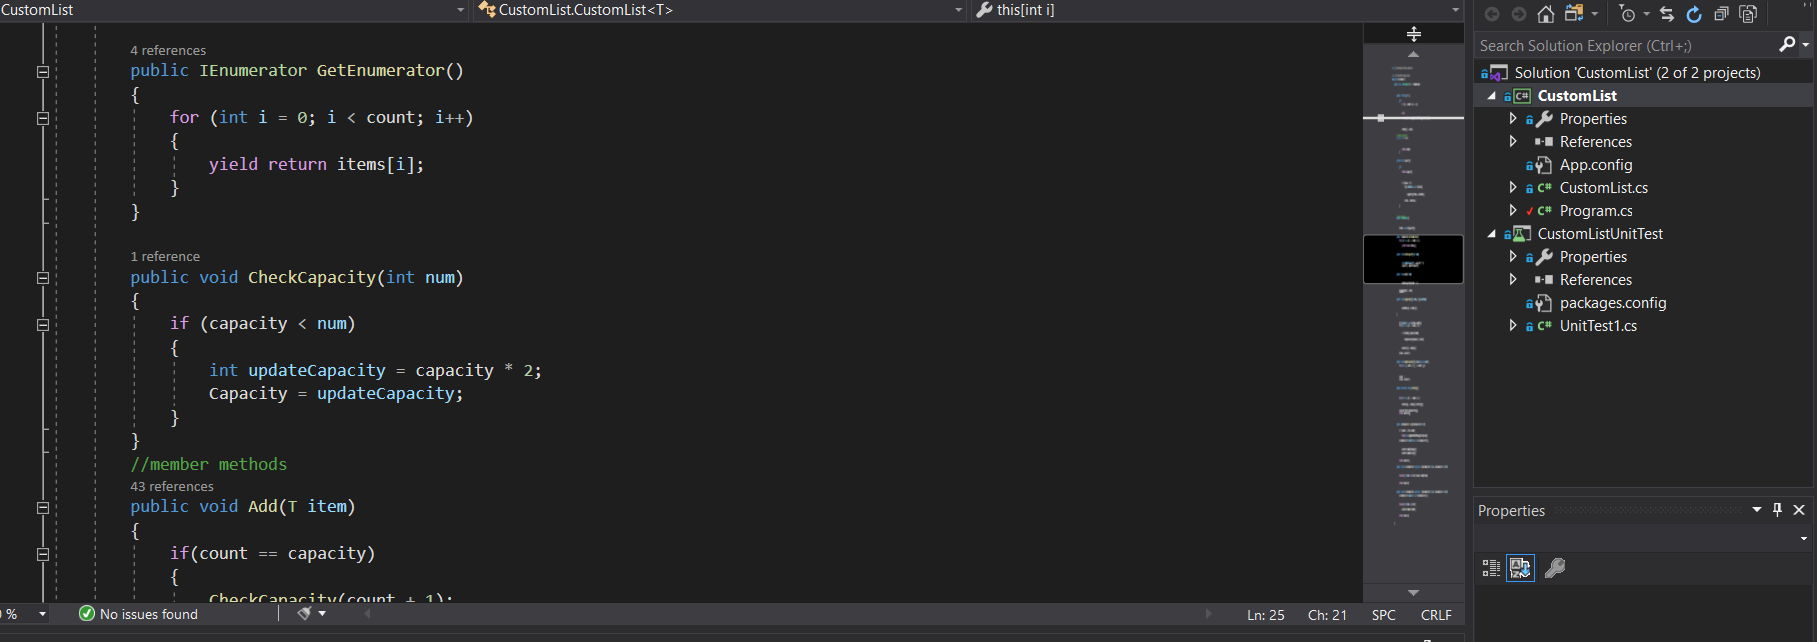 CustomList
CustomList.CustomList<T>
this[int i]
4 references
public IEnumerator GetEnumerator()
{
for (int i = 0; i < count; i++)
{
yield return items[i];
}
}
1 reference
public void CheckCapacity(int num)
{
if (capacity < num)
{
int updateCapacity = capacity * 2;
Capacity = updateCapacity;
}
}
//member methods
43 references
public void Add(T item)
{
if(count == capacity)
{
CheckCapacity(count + 1);
%
No issues found
Ln: 25
Ch: 21
SPC
CRLF
Search Solution Explorer (Ctrl+;)
Solution 'CustomList' (2 of 2 projects)
C# CustomList
Properties
References
App.config
C# CustomList.cs
C# Program.cs
CustomListUnitTest
Properties
References
packages.config
C# UnitTest1.cs
Properties